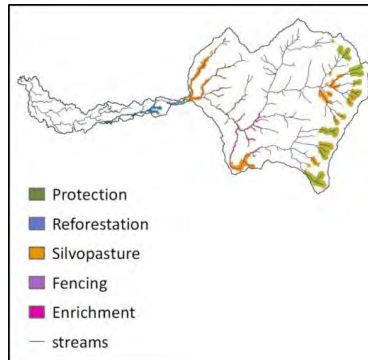 Protection
Reforestation
Silvopasture
Fencing
Enrichment
streams